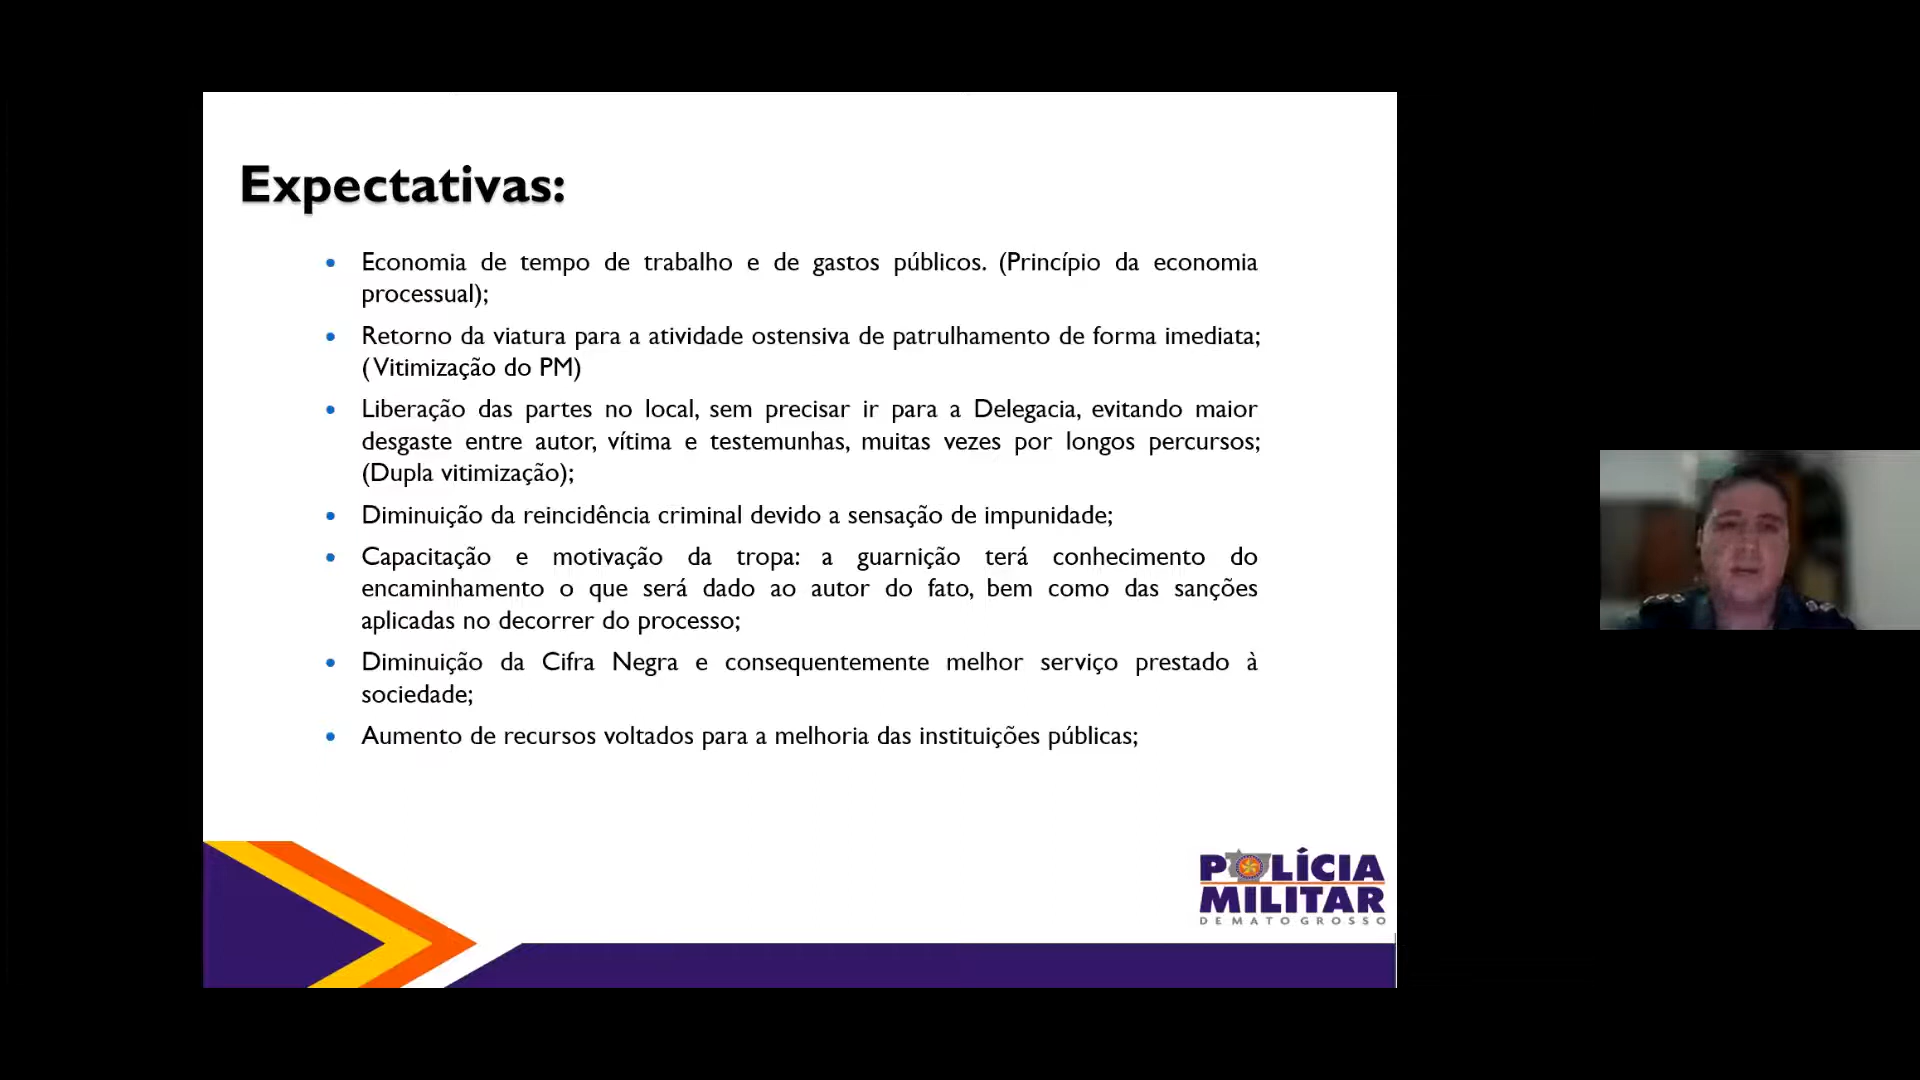 Expectativas:
Economia de tempo de trabalho e de gastos públicos. (Princípio da economia
processual);
Retorno da viatura para a atividade ostensiva de patrulhamento de forma imediata;
(Vitimização do PM)
Liberação das partes no local, sem precisar ir para a Delegacia, evitando maior
desgaste entre autor, vítima e testemunhas, muitas vezes por longos percursos;
(Dupla vitimização);
Diminuição da reincidência criminal devido a sensação de impunidade;
Capacitação e motivação da tropa: a guarnição terá conhecimento do
encaminhamento o que será dado ao autor do fato, bem como das sanções
aplicadas no decorrer do processo;
Diminuição da Cifra Negra e consequentemente melhor serviço prestado à
sociedade;
Aumento de recursos voltados para a melhoria das instituições públicas;
POLÍCIA
MILITAR
DE MATO GROSSO